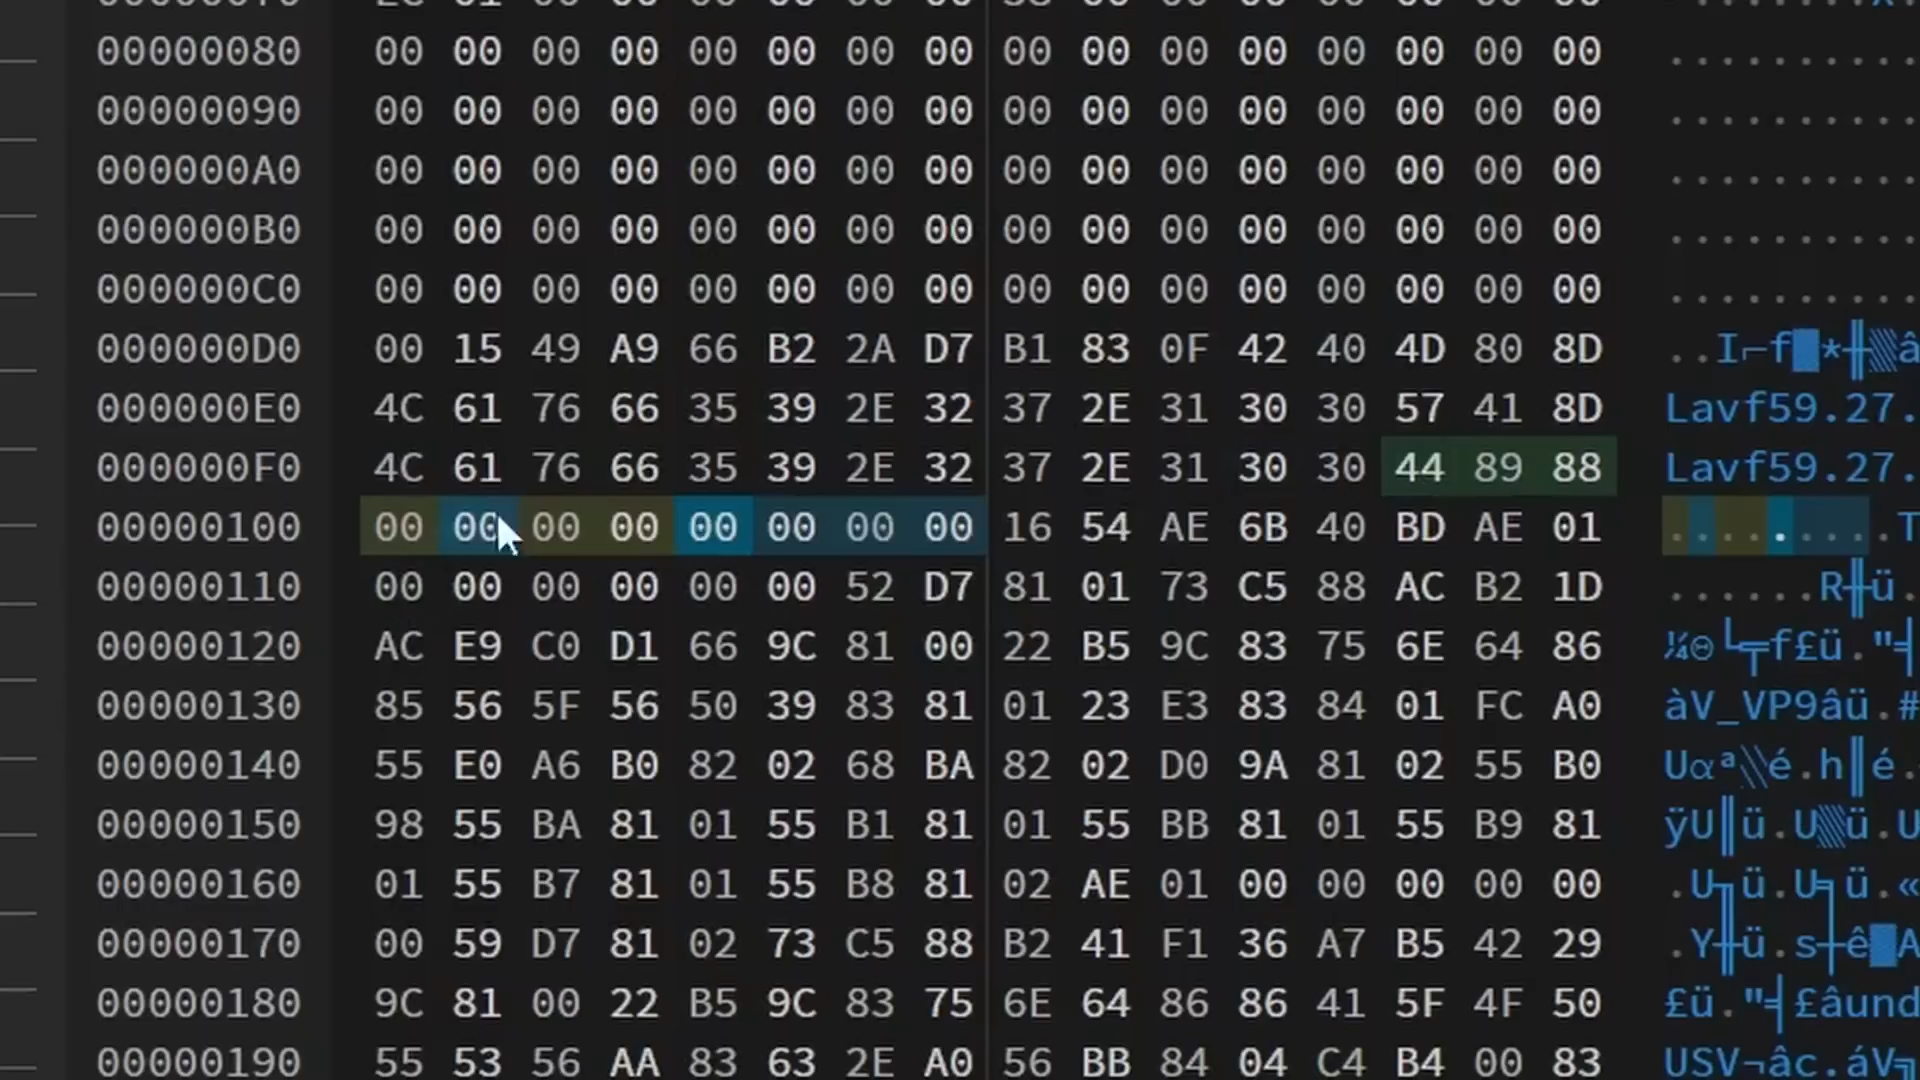 00000080 00 00 00 00 00 00 00 00 00 00 00 00 00 00 00 00 ..........
00000090 00 00 00 00 00 00 00 00 00 00 00 00 00 00 00 00 ..........
000000A0 00 00 00 00 00 00 00 00 00 00 00 00 00 00 00 00 ..........
000000B0 00 00 00 00 00 00 00 00 00 00 00 00 00 00 00 00 ..........
000000C0 00 00 00 00 00 00 00 00 00 00 00 00 00 00 00 00 ..........
000000D0 00 15 49 A9 66 B2 2A D7 B1 83 0F 42 40 4D 80 8D ..I⌐f▓*╫▒â
000000E0 4C 61 76 66 35 39 2E 32 37 2E 31 30 30 57 41 8D Lavf59.27.
000000F0 4C 61 76 66 35 39 2E 32 37 2E 31 30 30 44 89 88 Lavf59.27.
00000100 00 00 00 00 00 00 00 00 16 54 AE 6B 40 BD AE 01 .........T
00000110 00 00 00 00 00 00 52 D7 81 01 73 C5 88 AC B2 1D ......R╫ü.
00000120 AC E9 C0 D1 66 9C 81 00 22 B5 9C 83 75 6E 64 86 ¼Θ└╤f£ü."╡
00000130 85 56 5F 56 50 39 83 81 01 23 E3 83 84 01 FC A0 àV_VP9âü.#
00000140 55 E0 A6 B0 82 02 68 BA 82 02 D0 9A 81 02 55 B0 Uαª░é.h║é.
00000150 98 55 BA 81 01 55 B1 81 01 55 BB 81 01 55 B9 81 ÿU║ü.U▒ü.U
00000160 01 55 B7 81 01 55 B8 81 02 AE 01 00 00 00 00 00 .U╖ü.U╕ü.«
00000170 00 59 D7 81 02 73 C5 88 B2 41 F1 36 A7 B5 42 29 .Y╫ü.s┼ê▓A
00000180 9C 81 00 22 B5 9C 83 75 6E 64 86 86 41 5F 4F 50 £ü."╡£âund
00000190 55 53 56 AA 83 63 2E A0 56 BB 84 04 C4 B4 00 83 USV¬âc.áV╗